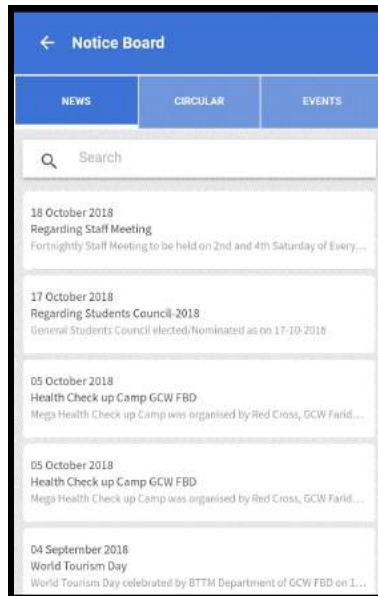 Notice Board
NEWS CIRCULAR EVENTS
Search
18 October 2018
Regarding Staff Meeting
Fortnightly Staff Meeting to be held on 2nd and 4th Saturday of Every...
17 October 2018
Regarding Students Council-2018
General Students Council elected/Nominated as on 17-10-2018
05 October 2018
Health Check up Camp GCW FBD
Mega Health Check up Camp was organised by Red Cross, GCW Farid...
05 October 2018
Health Check up Camp GCW FBD
Mega Health Check up Camp was organised by Red Cross, GCW Farid...
04 September 2018
World Tourism Day
World Tourism Day celebrated by BTTM Department of GCW FBD on 1...